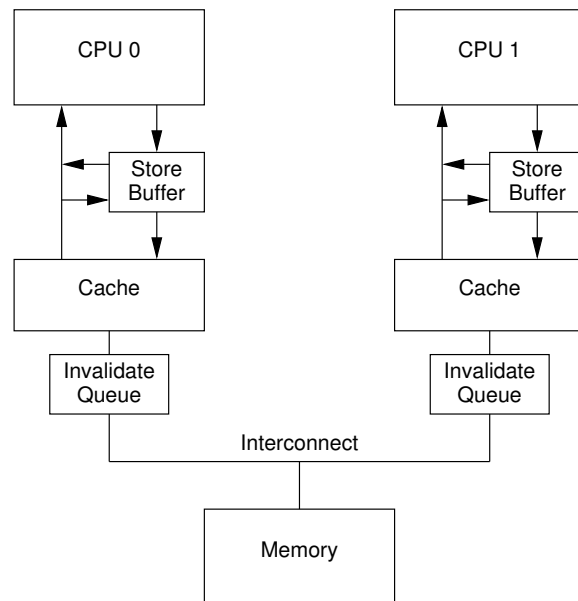 CPU 0
CPU 1
Store
Buffer
Store
Buffer
Cache
Cache
Invalidate
Queue
Invalidate
Queue
Interconnect
Memory